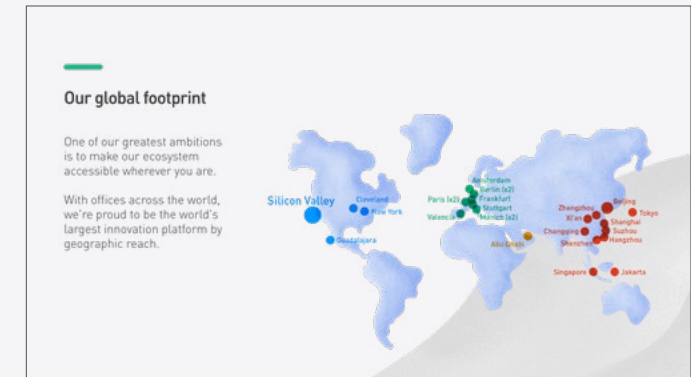 Our global footprint
One of our greatest ambitions
is to make our ecosystem
accessible wherever you are.
With offices across the world,
we're proud to be the world's
largest innovation platform by
geographic reach.
Silicon Valley
Cleveland
New York
Guadalajara
Amsterdam
Berlin (x2)
Paris (x2)
Frankfurt
Stuttgart
Valencia
Munich (x2)
Abu Dhabi
Beijing
Zhengzhou
Tokyo
Xi'an
Shanghai
Chongqing
Suzhou
Shenzhen
Hangzhou
Singapore
Jakarta